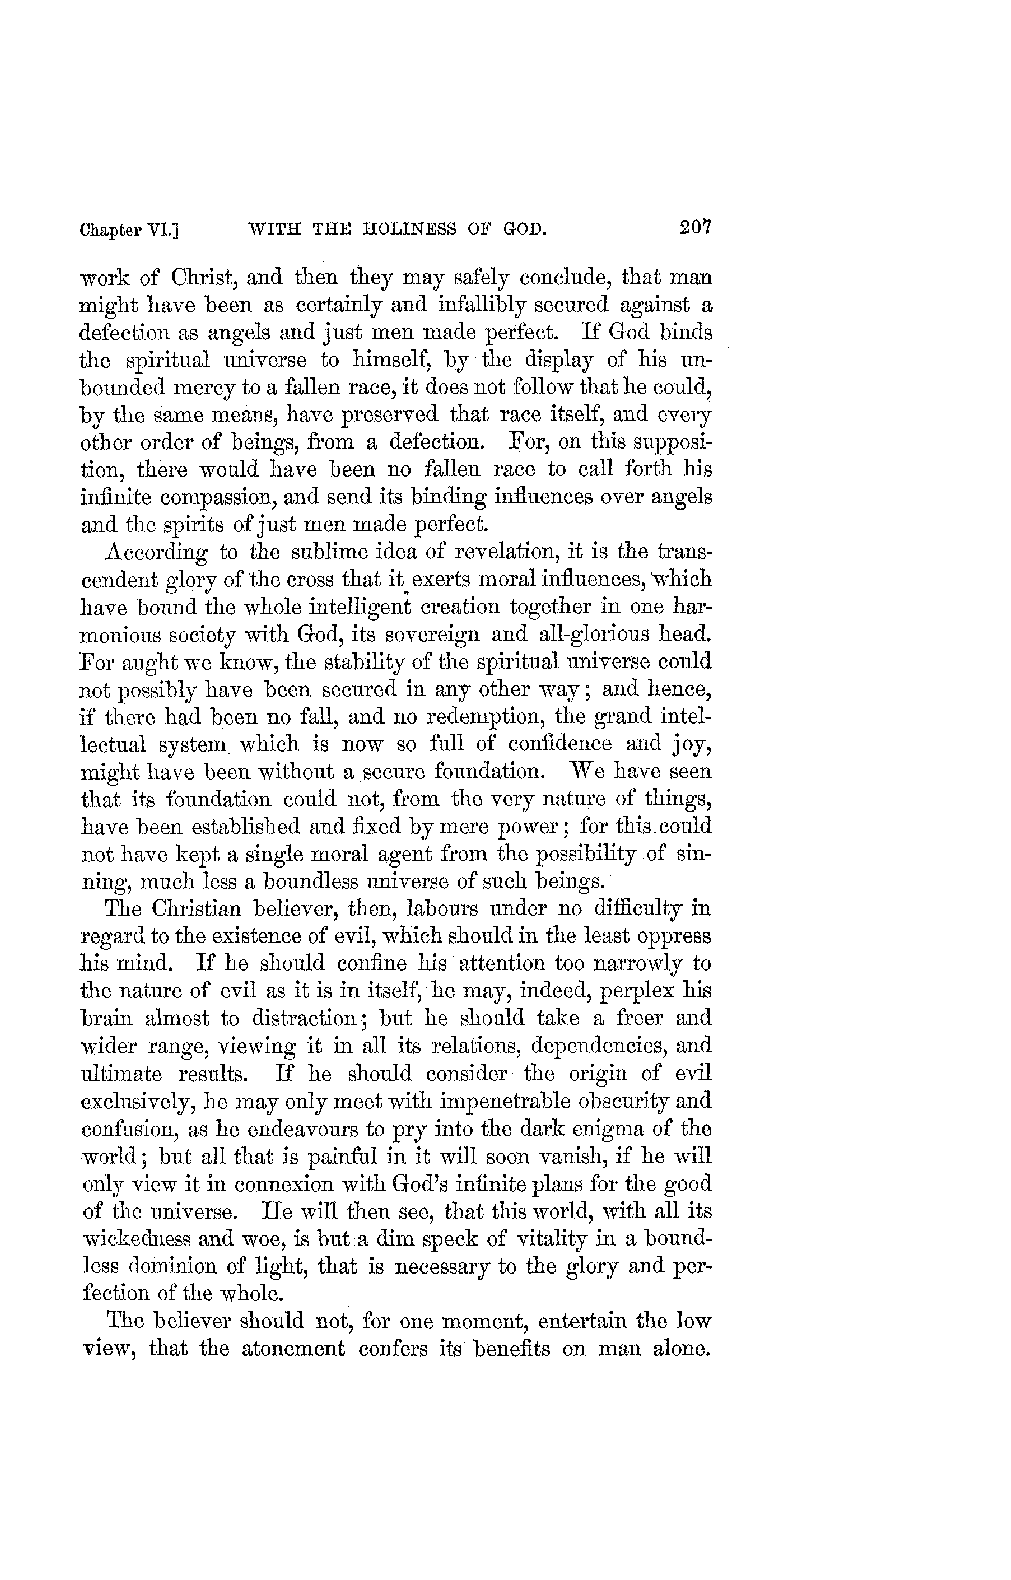 Chapter VI.] WITH THE HOLINESS OF GOD. 207
work of Christ, and then they may safely conclude, that man
might have been as certainly and infallibly secured against a
defection as angels and just men made perfect. If God binds
the spiritual universe to himself, by the display of his un-
bounded mercy to a fallen race, it does not follow that he could,
by the same means, have preserved that race itself, and every
other order of beings, from a defection. For, on this supposi-
tion, there would have been no fallen race to call forth his
infinite compassion, and send its binding influences over angels
and the spirits of just men made perfect.
According to the sublime idea of revelation, it is the trans-
cendent glory of the cross that it exerts moral influences, which
have bound the whole intelligent creation together in one har-
monious society with God, its sovereign and all-glorious head.
For aught we know, the stability of the spiritual universe could
not possibly have been secured in any other way; and hence,
if there had been no fall, and no redemption, the grand intel-
lectual system which is now so full of confidence and joy,
might have been without a secure foundation. We have seen
that its foundation could not, from the very nature of things,
have been established and fixed by mere power; for this could
not have kept a single moral agent from the possibility of sin-
ning, much less a boundless universe of such beings.
The Christian believer, then, labours under no difficulty in
regard to the existence of evil, which should in the least oppress
his mind. If he should confine his attention too narrowly to
the nature of evil as it is in itself, he may, indeed, perplex his
brain almost to distraction; but he should take a freer and
wider range, viewing it in all its relations, dependencies, and
ultimate results. If he should consider the origin of evil
exclusively, he may only meet with impenetrable obscurity and
confusion, as he endeavours to pry into the dark enigma of the
world; but all that is painful in it will soon vanish, if he will
only view it in connexion with God's infinite plans for the good
of the universe. He will then see, that this world, with all its
wickedness and woe, is but a dim speck of vitality in a bound-
less dominion of light, that is necessary to the glory and per-
fection of the whole.
The believer should not, for one moment, entertain the low
view, that the atonement confers its benefits on man alone.